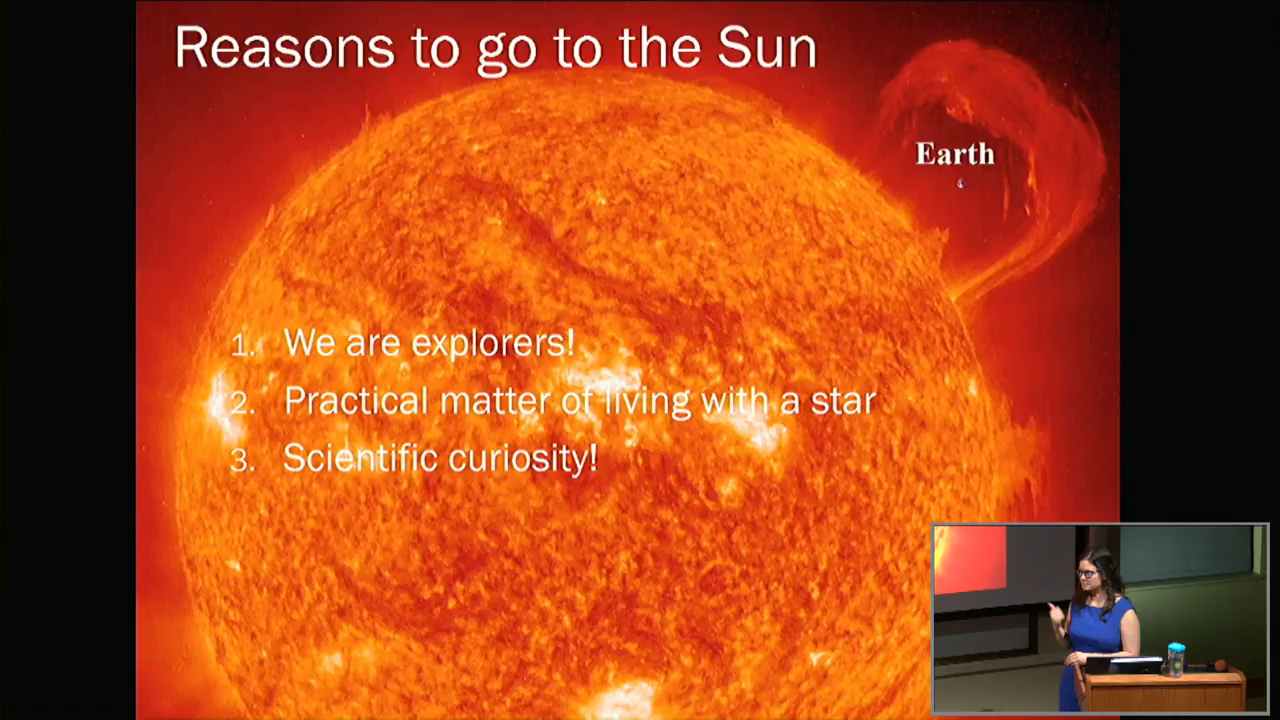 Reasons to go to the Sun
Earth
1. We are explorers!
2. Practical matter of living with a star
3. Scientific curiosity!